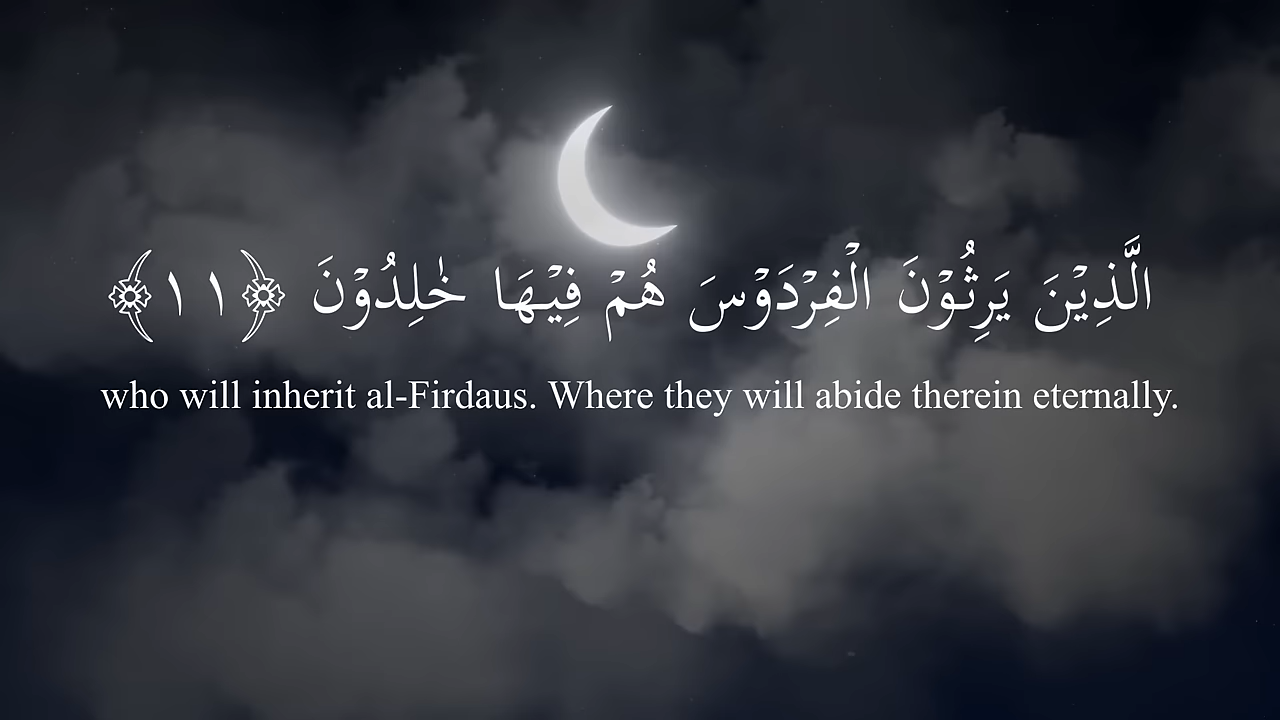 الَّذِيْنَ يَرِثُوْنَ الْفِرْدَوْسَ هُمْ فِيْهَا خٰلِدُوْنَ ﴿١١﴾
who will inherit al-Firdaus. Where they will abide therein eternally.